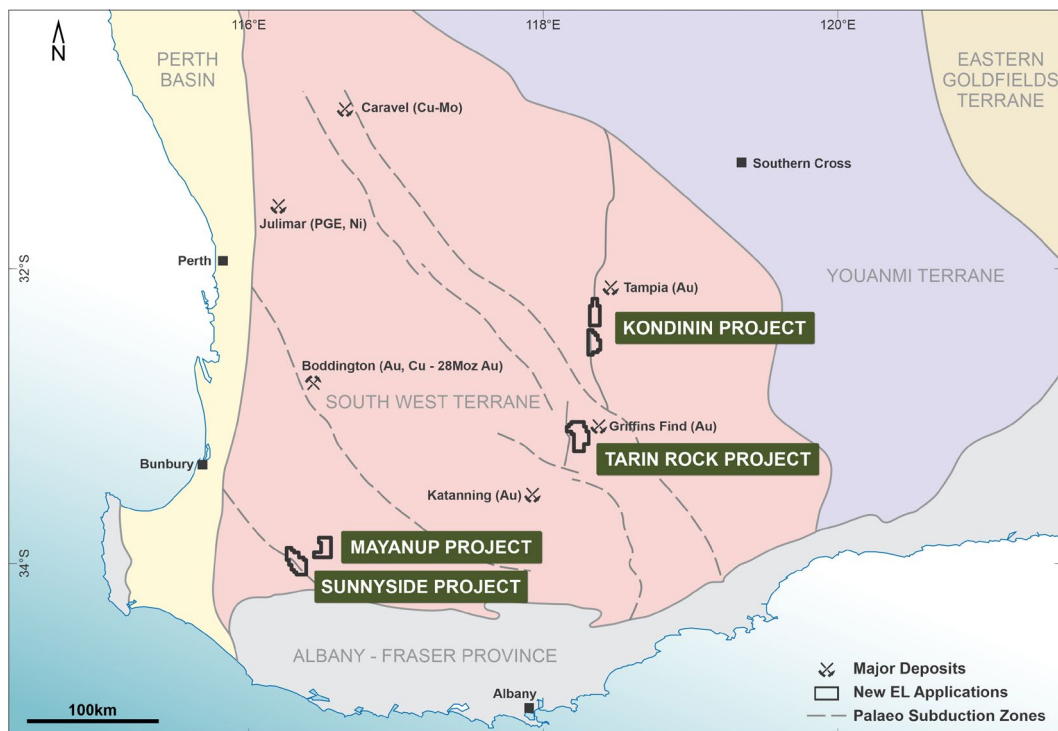 116°E
118°E
120°E
N
PERTH
BASIN
EASTERN
GOLDFIELDS
TERRANE
Caravel (Cu-Mo)
Southern Cross
Julimar (PGE, Ni)
Perth
32°S
32°S
YOUANMI TERRANE
Tampia (Au)
KONDININ PROJECT
Boddington (Au, Cu - 28Moz Au)
SOUTH WEST TERRANE
Griffins Find (Au)
TARIN ROCK PROJECT
Bunbury
Katanning (Au)
MAYANUP PROJECT
34°S
34°S
SUNNYSIDE PROJECT
ALBANY - FRASER PROVINCE
Albany
100km
Major Deposits
New EL Applications
Palaeo Subduction Zones